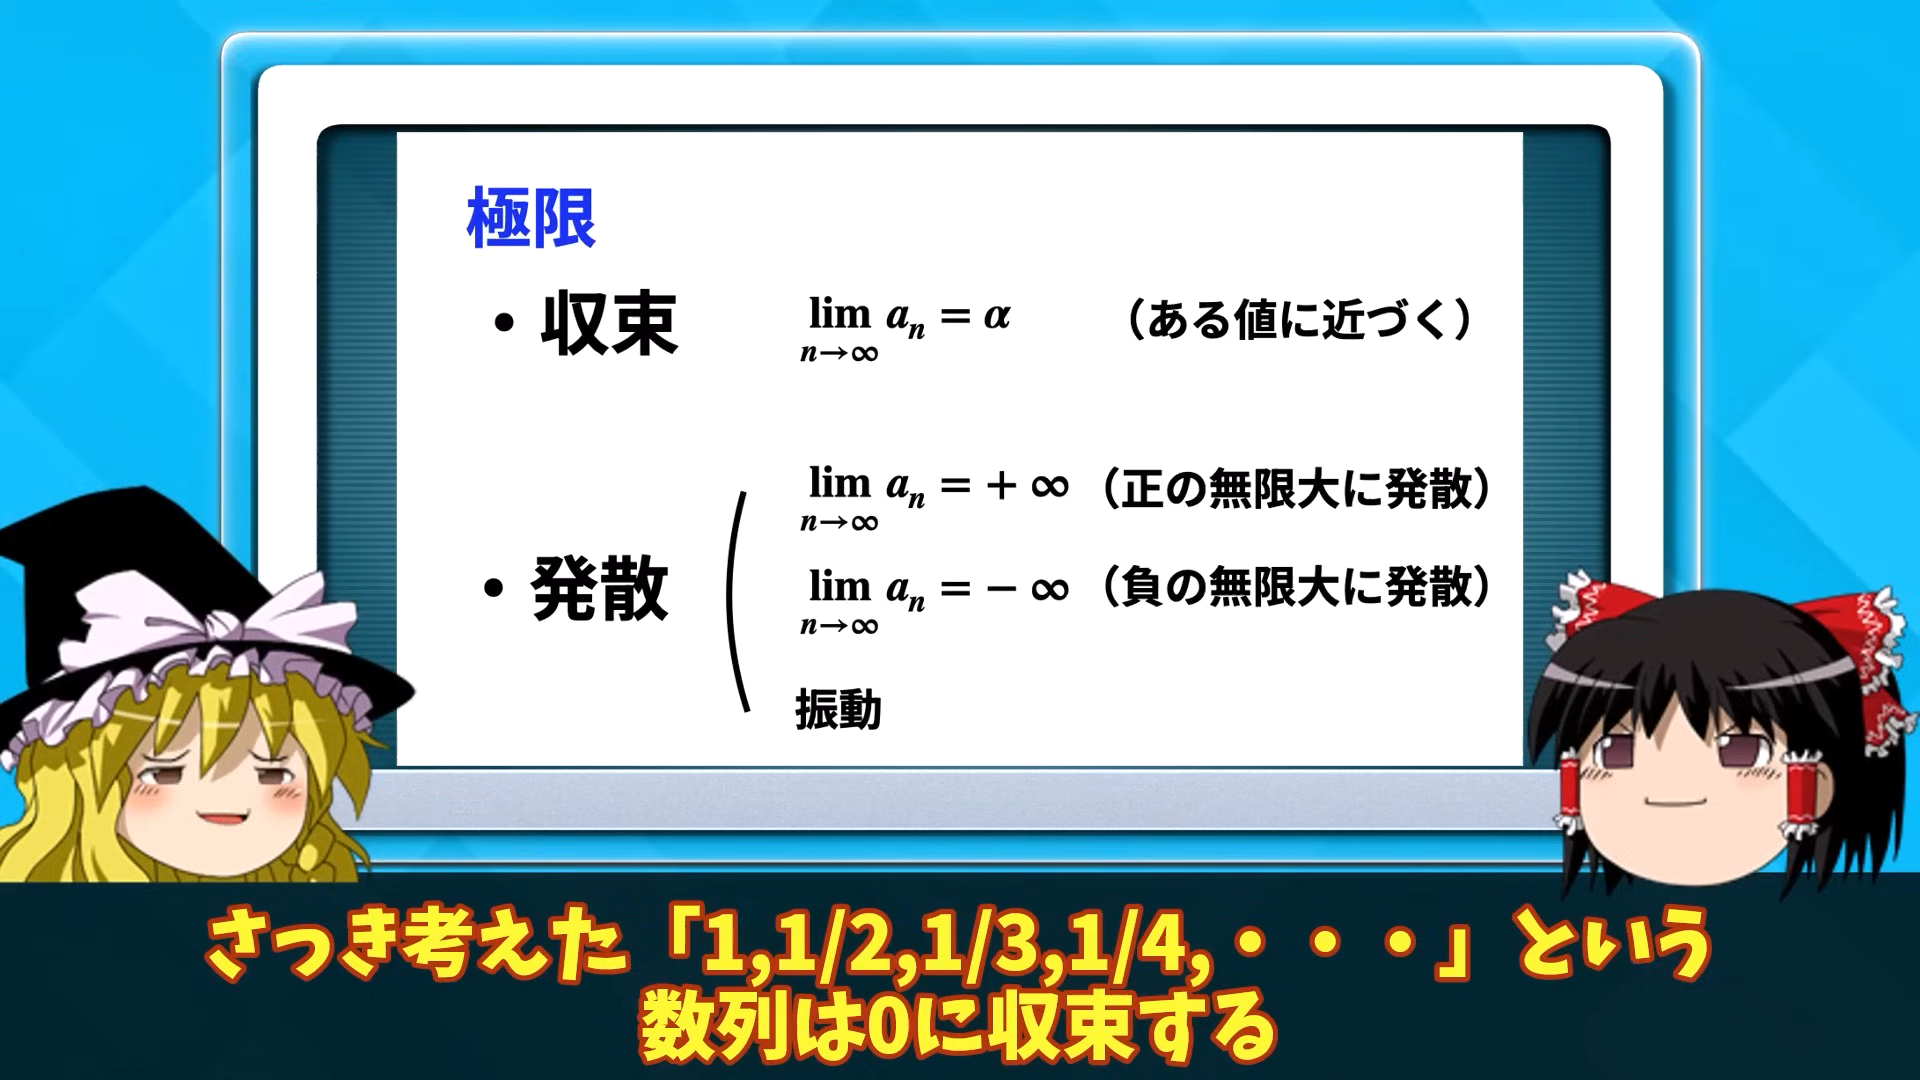 極限
・収束 lim n→∞ aₙ = α （ある値に近づく）
lim n→∞ aₙ = + ∞ （正の無限大に発散）
・発散 lim n→∞ aₙ = − ∞ （負の無限大に発散）
振動
さっき考えた「1,1/2,1/3,1/4,・・・」という
数列は0に収束する